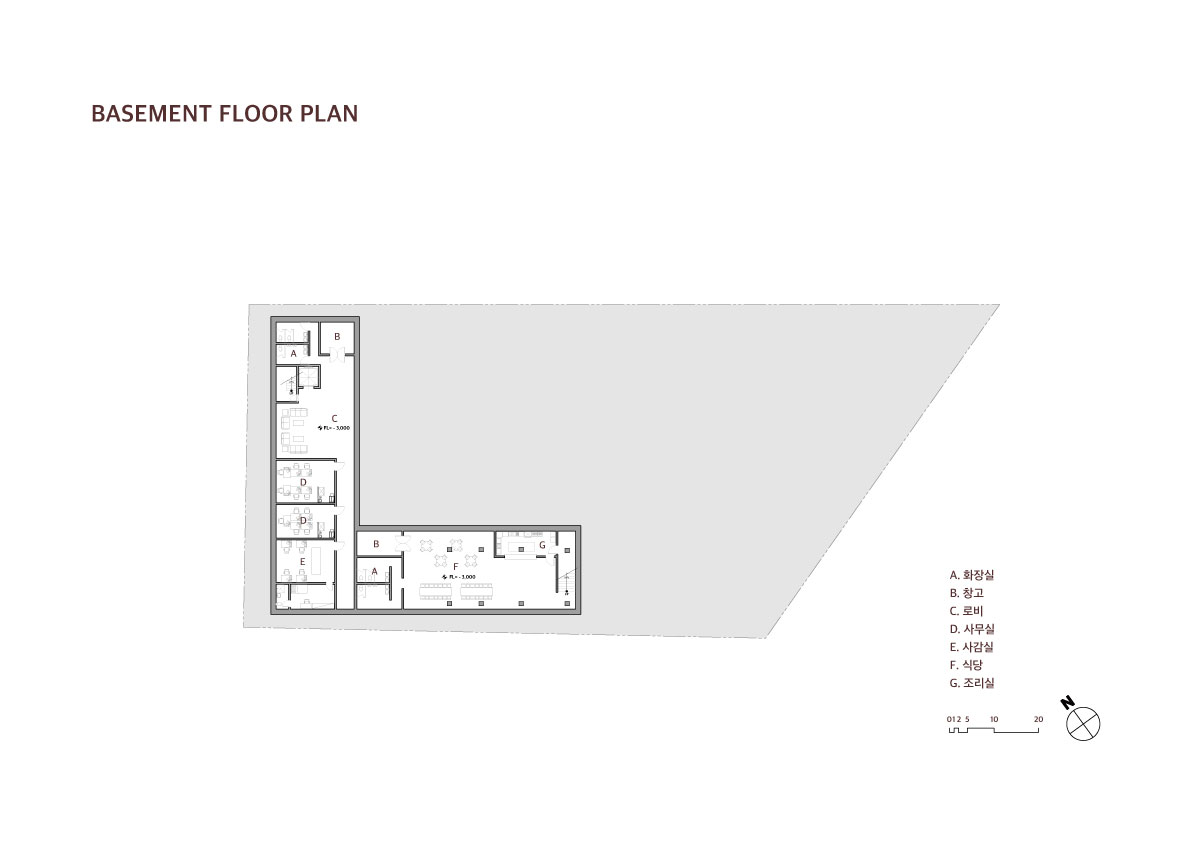 BASEMENT FLOOR PLAN
B
A
C
FL= - 3,000
D
D
E
B
G
F
A
FL= - 3,000
A. 화장실
B. 창고
C. 로비
D. 사무실
E. 사감실
F. 식당
G. 조리실
N
0 1 2 5 10 20